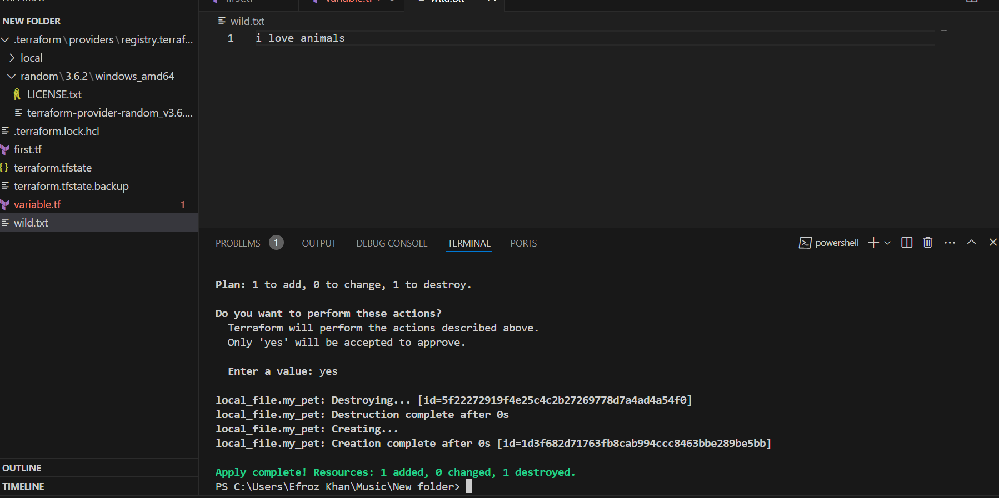 NEW FOLDER
.terraform\providers\registry.terraf...
local
random\3.6.2\windows_amd64
LICENSE.txt
terraform-provider-random_v3.6....
.terraform.lock.hcl
first.tf
terraform.tfstate
terraform.tfstate.backup
variable.tf 1
wild.txt
OUTLINE
TIMELINE
wild.txt
1 i love animals
PROBLEMS 1 OUTPUT DEBUG CONSOLE TERMINAL PORTS powershell
Plan: 1 to add, 0 to change, 1 to destroy.
Do you want to perform these actions?
Terraform will perform the actions described above.
Only 'yes' will be accepted to approve.
Enter a value: yes
local_file.my_pet: Destroying... [id=5f22272919f4e25c4c2b27269778d7a4ad4a54f0]
local_file.my_pet: Destruction complete after 0s
local_file.my_pet: Creating...
local_file.my_pet: Creation complete after 0s [id=1d3f682d71763fb8cab994ccc8463bbe289be5bb]
Apply complete! Resources: 1 added, 0 changed, 1 destroyed.
PS C:\Users\Efroz Khan\Music\New folder>